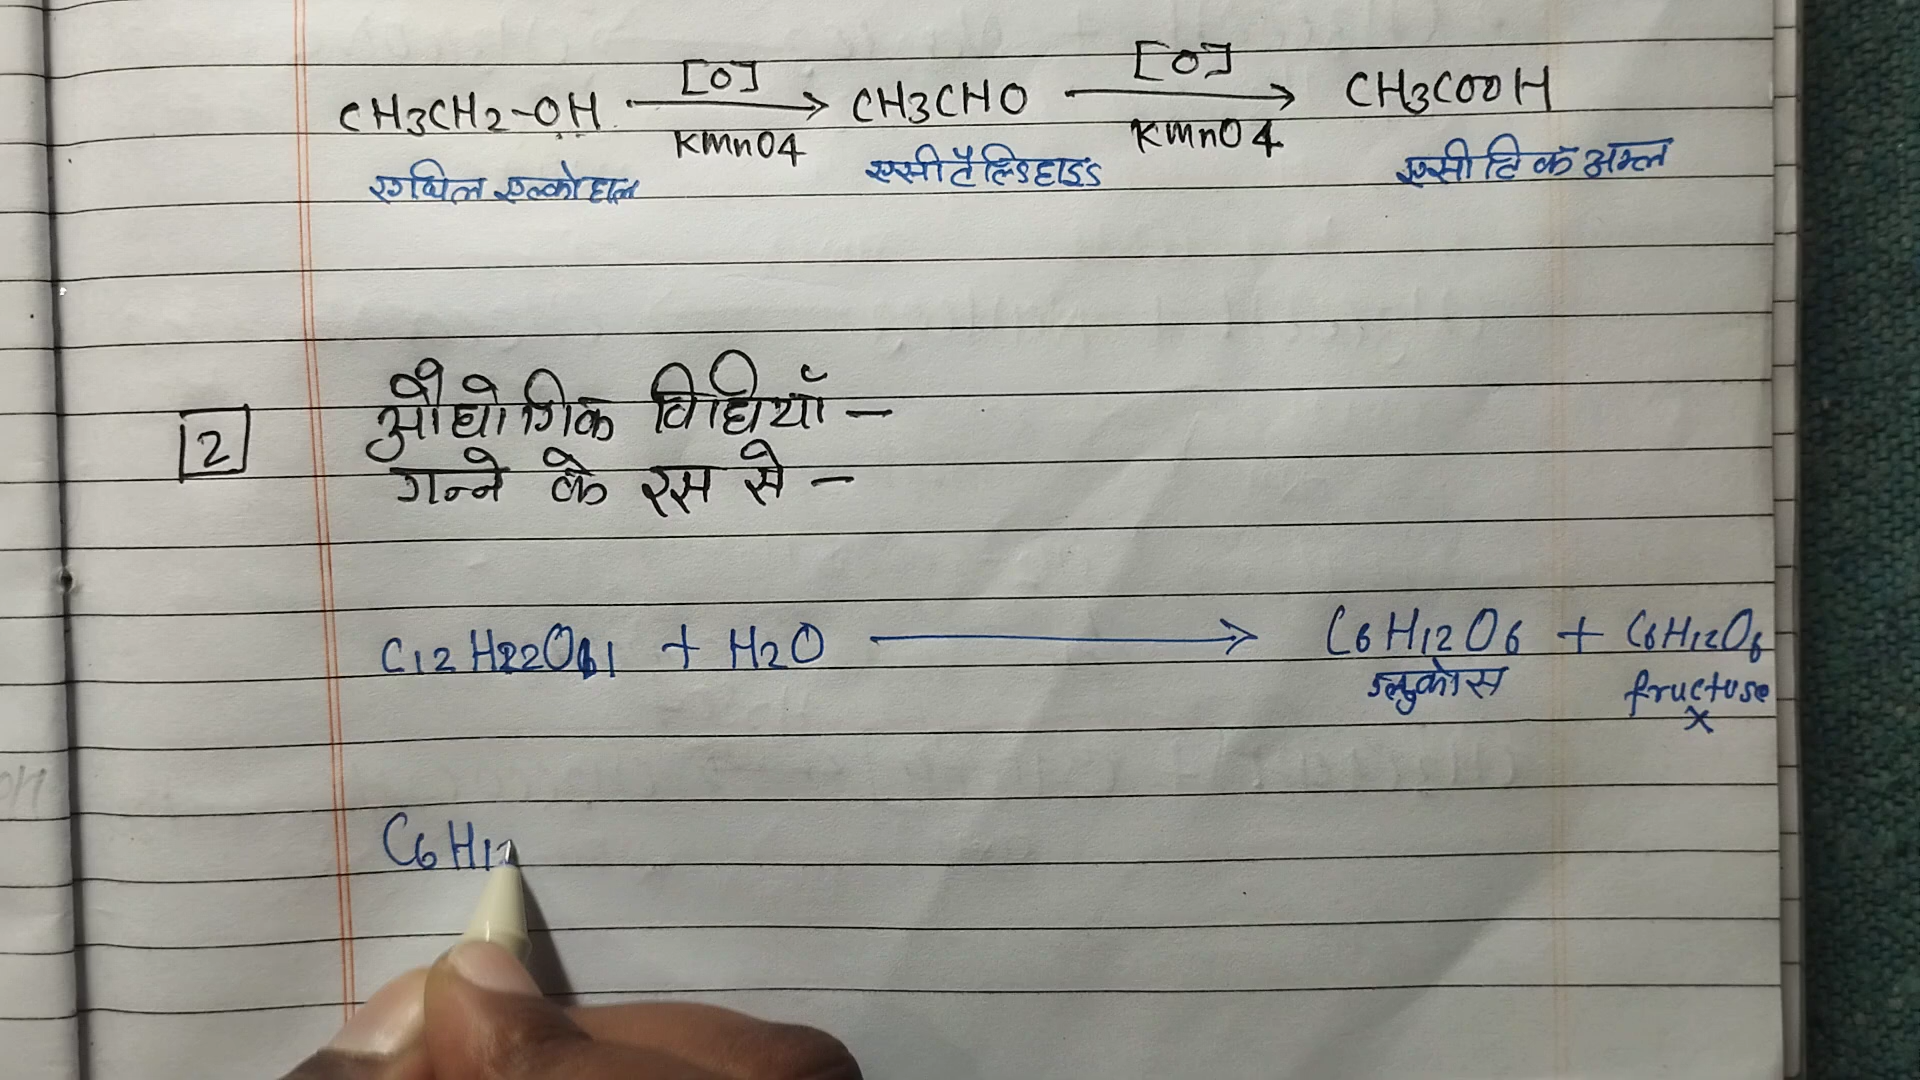 CH3CH2-OH [O] KMnO4 CH3CHO [O] KMnO4 CH3COOH
एथिल एल्कोहाल एसीटैल्डिहाइड एसीटिक अम्ल
2 औद्योगिक विधियाँ -
गन्ने के रस से -
C12H22O11 + H2O → C6H12O6 + C6H12O6
ग्लुकोस fructose
x
C6H12